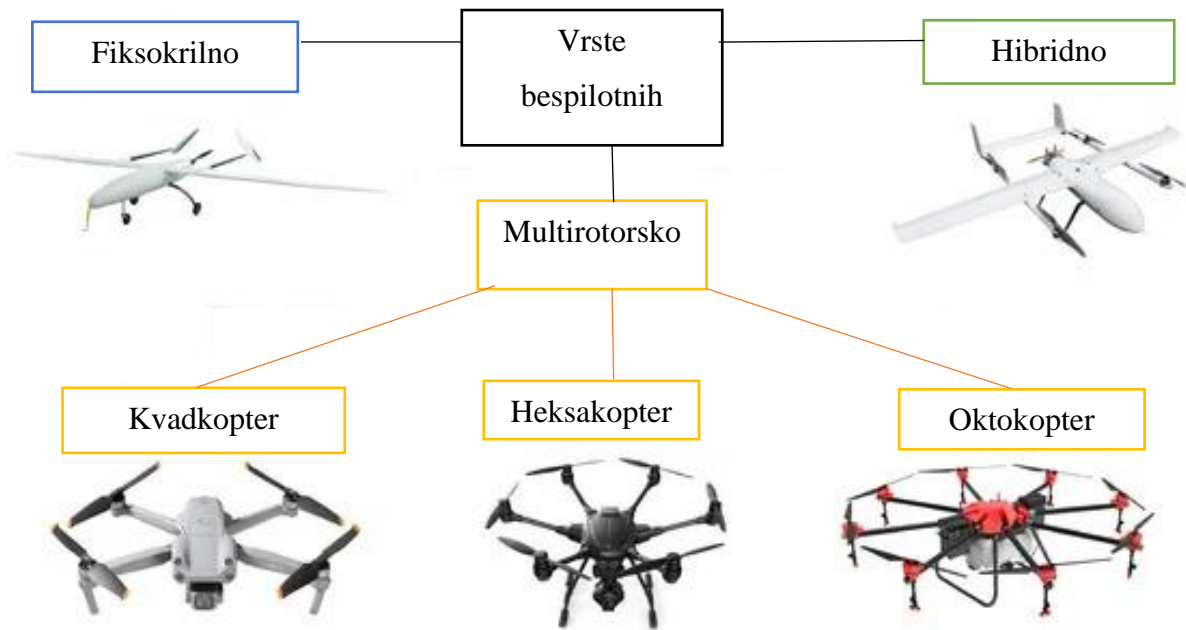 Fiksokrilno
Vrste
bespilotnih
Hibridno
Multirotorsko
Kvadkopter
Heksakopter
Oktokopter